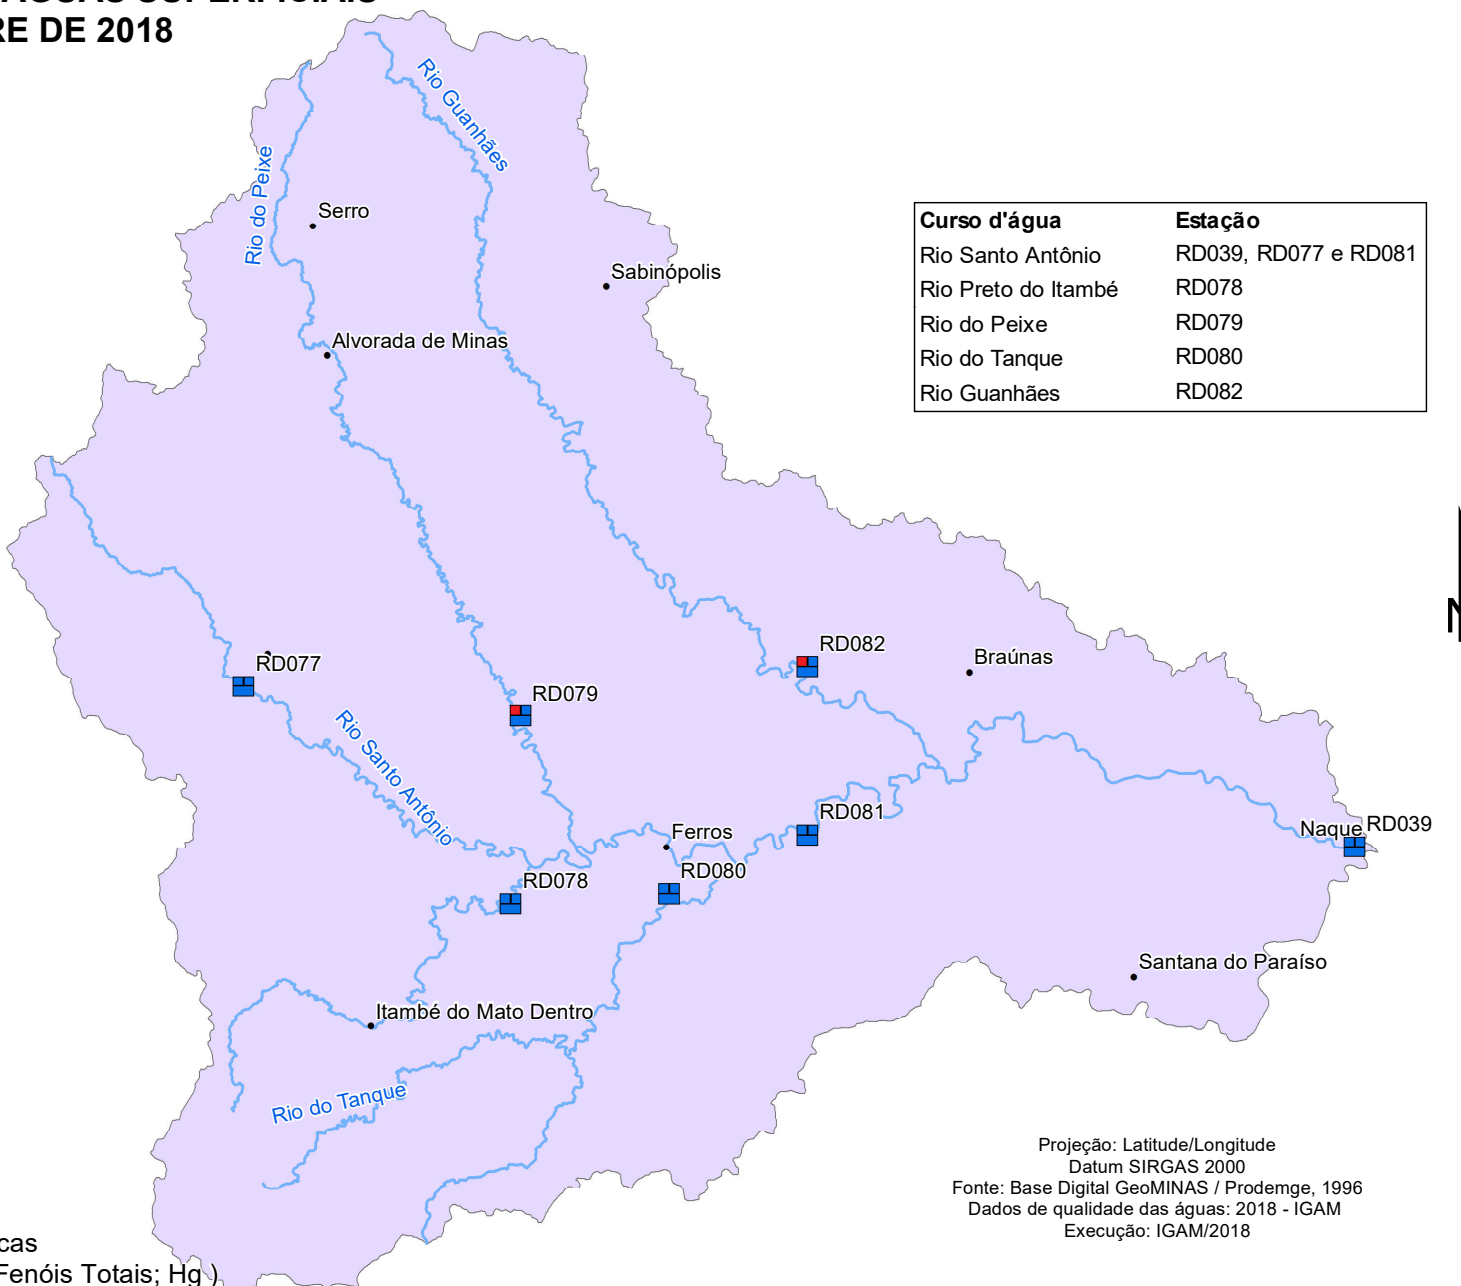 RE DE 2018
Rio Guanhães
Rio do Peixe
Serro
Sabinópolis
Alvorada de Minas
Curso d'água Estação
Rio Santo Antônio RD039, RD077 e RD081
Rio Preto do Itambé RD078
Rio do Peixe RD079
Rio do Tanque RD080
Rio Guanhães RD082
RD082
Braúnas
RD077
RD079
Rio Santo Antônio
RD081
Ferros
Naque RD039
RD080
RD078
Santana do Paraíso
Itambé do Mato Dentro
Rio do Tanque
Projeção: Latitude/Longitude
Datum SIRGAS 2000
Fonte: Base Digital GeoMINAS / Prodemge, 1996
Dados de qualidade das águas: 2018 - IGAM
Execução: IGAM/2018
cas
Fenóis Totais; Hg )